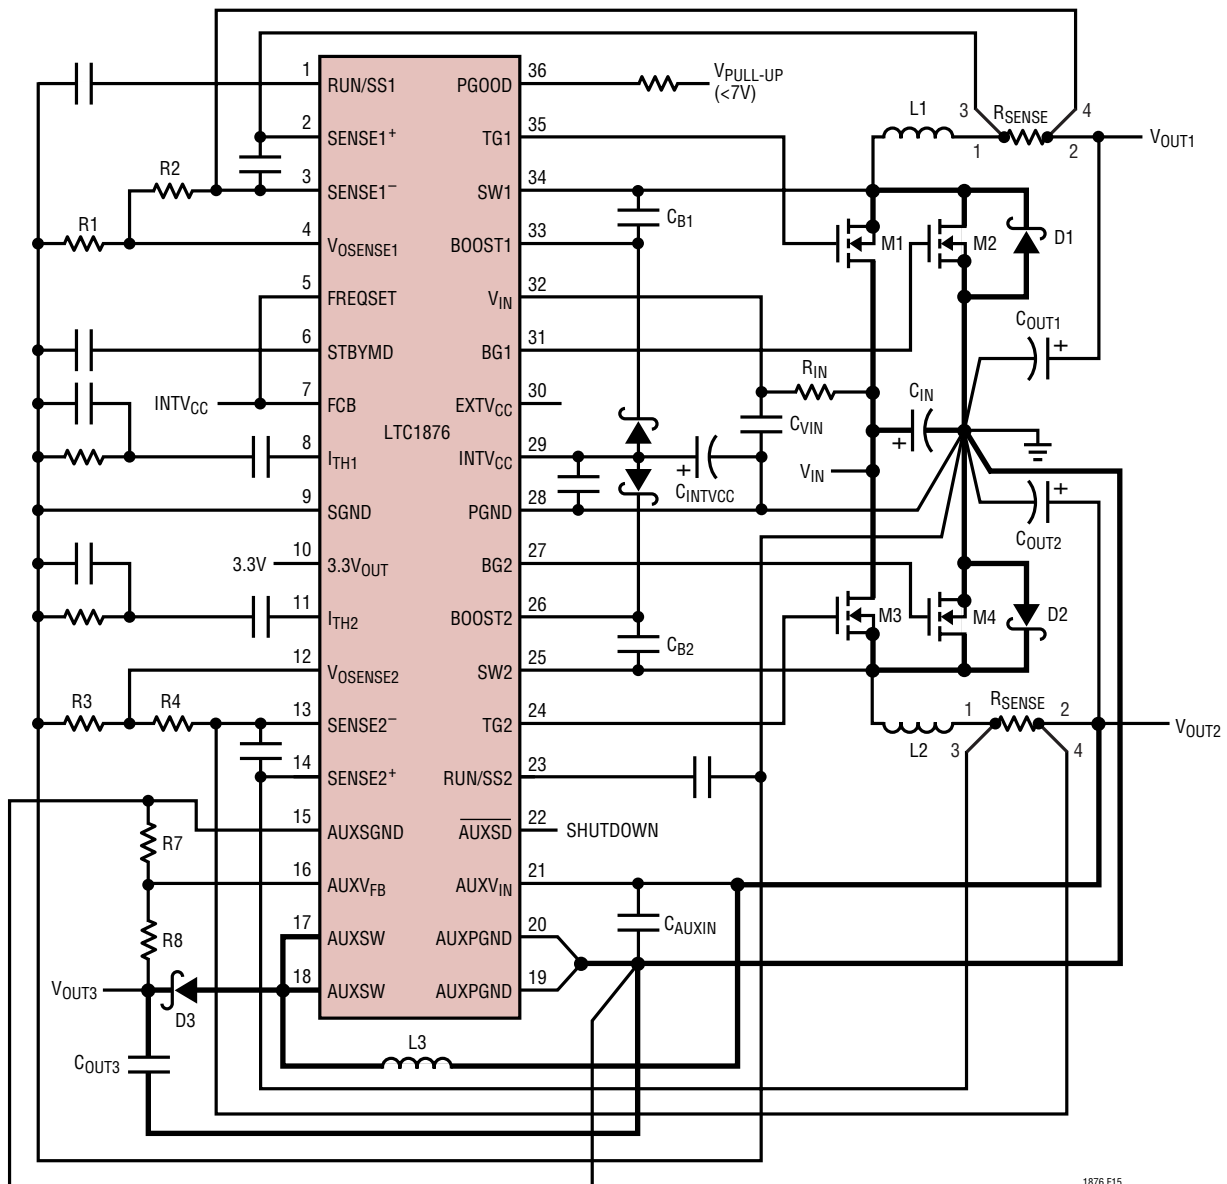 1 RUN/SS1 PGOOD 36 V_PULL-UP
(<7V)
2 SENSE1+ TG1 35 L1 3 R_SENSE 4
1 2 V_OUT1
R2 3 SENSE1− SW1 34
C_B1
R1 4 V_OSENSE1 BOOST1 33 M1 M2 D1
5 FREQSET V_IN 32
C_OUT1 +
6 STBYMD BG1 31
R_IN C_IN
INTV_CC 7 FCB EXTV_CC 30
LTC1876 C_VIN
8 I_TH1 INTV_CC 29 + +
V_IN
C_INTVCC +
9 SGND PGND 28
C_OUT2
3.3V 10 3.3V_OUT BG2 27
11 I_TH2 BOOST2 26 M3 M4 D2
C_B2
12 V_OSENSE2 SW2 25
R3 R4 13 SENSE2− TG2 24 1 R_SENSE 2 V_OUT2
L2 3 4
14 SENSE2+ RUN/SS2 23
15 AUXSGND AUXSD 22 SHUTDOWN
R7
16 AUXV_FB AUXV_IN 21
R8 17 AUXSW AUXPGND 20 C_AUXIN
V_OUT3 18 AUXSW AUXPGND 19
D3
L3
C_OUT3
1876 F15